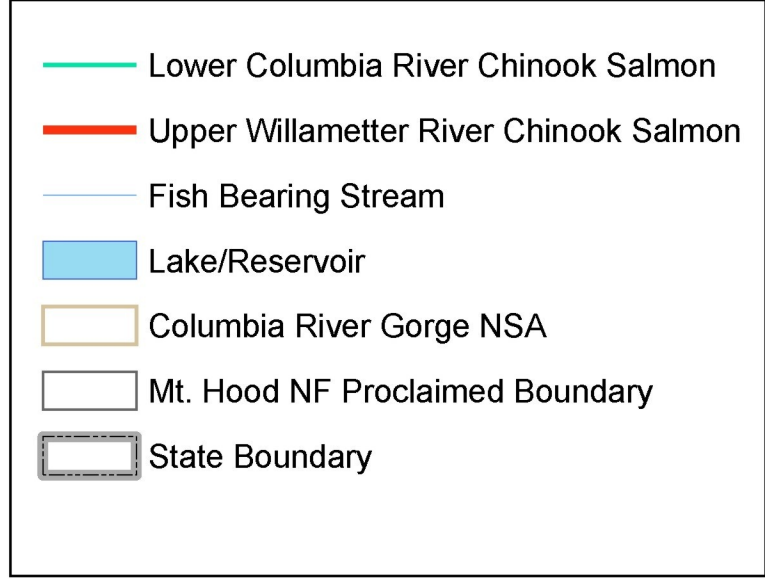 Lower Columbia River Chinook Salmon
Upper Willametter River Chinook Salmon
Fish Bearing Stream
Lake/Reservoir
Columbia River Gorge NSA
Mt. Hood NF Proclaimed Boundary
State Boundary